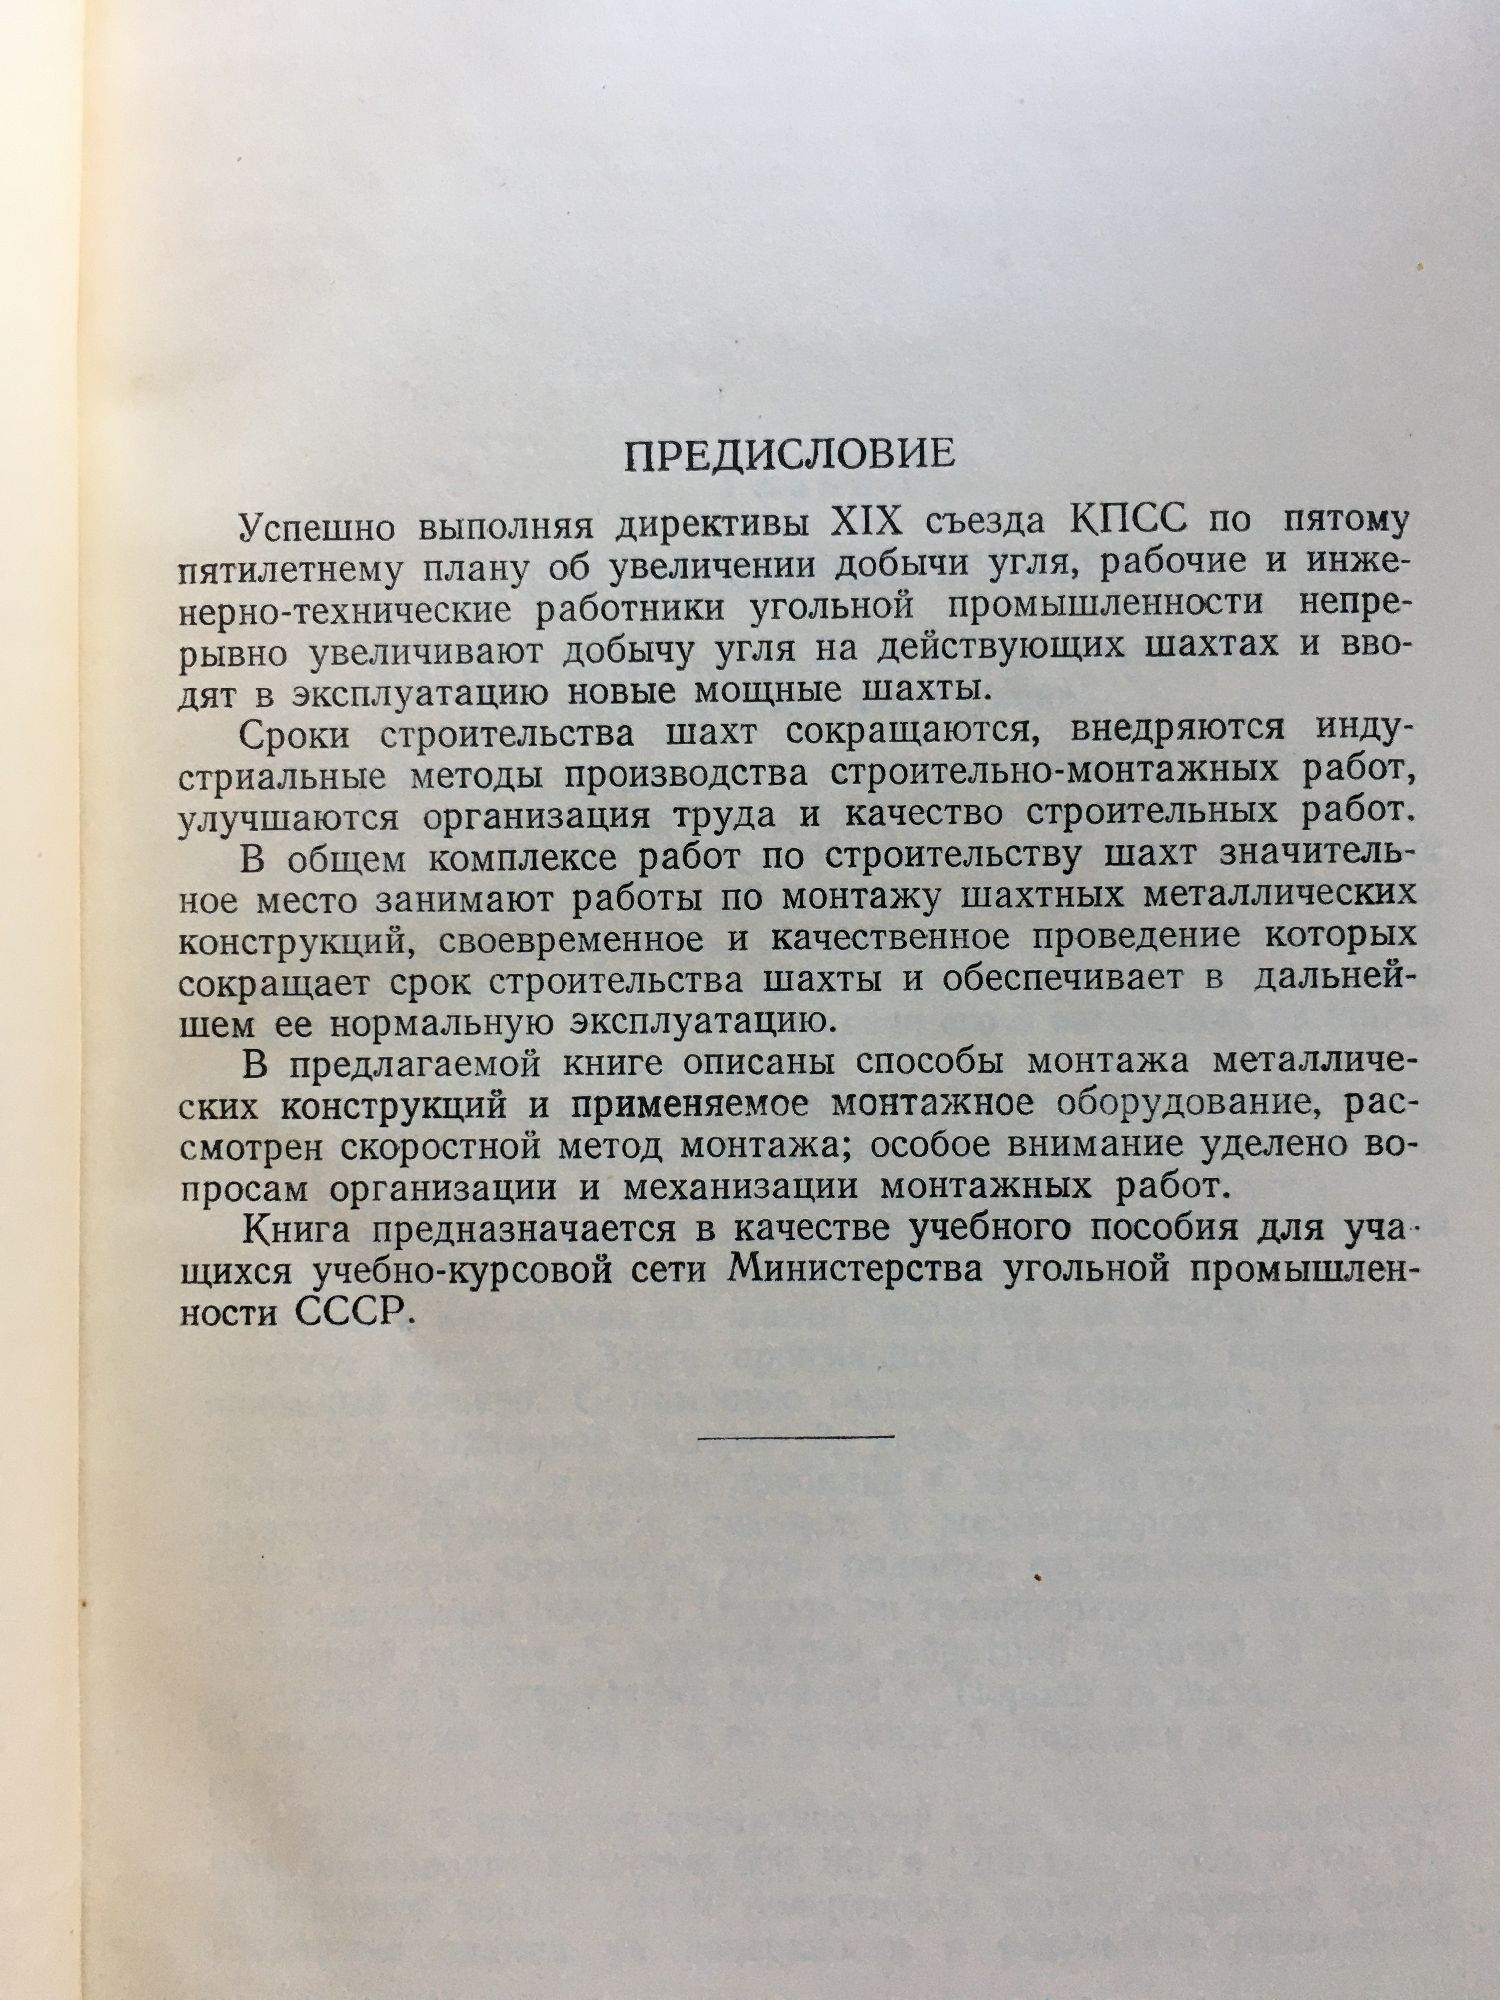 ПРЕДИСЛОВИЕ
Успешно выполняя директивы XIX съезда КПСС по пятому
пятилетнему плану об увеличении добычи угля, рабочие и инже-
нерно-технические работники угольной промышленности непре-
рывно увеличивают добычу угля на действующих шахтах и вво-
дят в эксплуатацию новые мощные шахты.
Сроки строительства шахт сокращаются, внедряются инду-
стриальные методы производства строительно-монтажных работ,
улучшаются организация труда и качество строительных работ.
В общем комплексе работ по строительству шахт значитель-
ное место занимают работы по монтажу шахтных металлических
конструкций, своевременное и качественное проведение которых
сокращает срок строительства шахты и обеспечивает в дальней-
шем ее нормальную эксплуатацию.
В предлагаемой книге описаны способы монтажа металличе-
ских конструкций и применяемое монтажное оборудование, рас-
смотрен скоростной метод монтажа; особое внимание уделено во-
просам организации и механизации монтажных работ.
Книга предназначается в качестве учебного пособия для уча-
щихся учебно-курсовой сети Министерства угольной промышлен-
ности СССР.